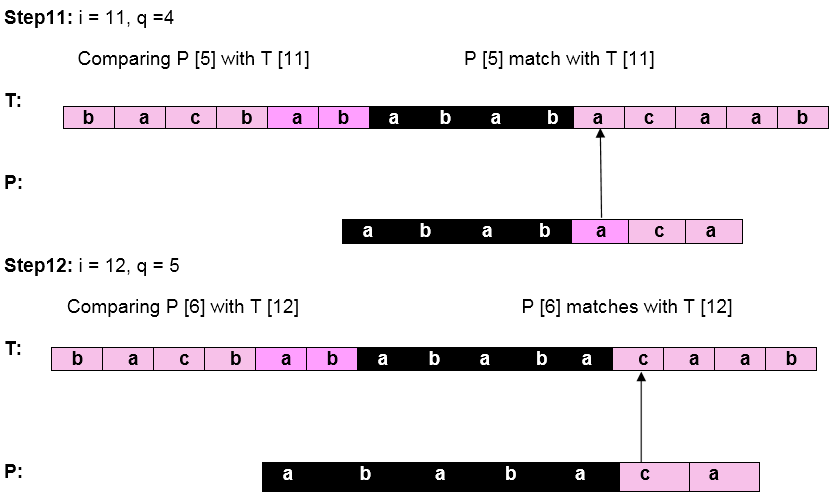 Step11: i = 11, q =4
Comparing P [5] with T [11] P [5] match with T [11]
T:
b a c b a b a b a b a c a a b
P:
a b a b a c a
Step12: i = 12, q = 5
Comparing P [6] with T [12] P [6] matches with T [12]
T:
b a c b a b a b a b a c a a b
P:
a b a b a c a